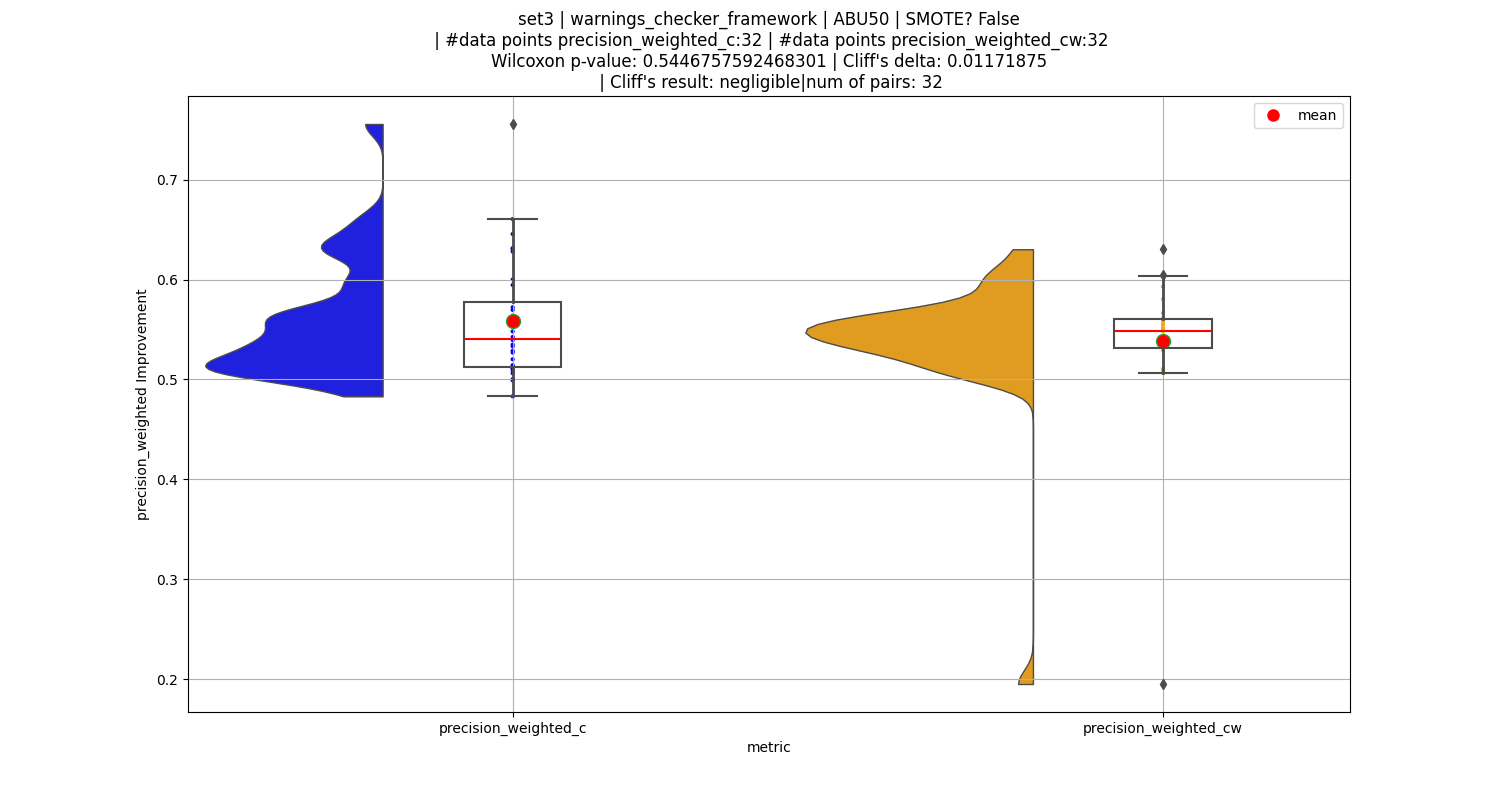 set3 | warnings_checker_framework | ABU50 | SMOTE? False
| #data points precision_weighted_c:32 | #data points precision_weighted_cw:32
Wilcoxon p-value: 0.5446757592468301 | Cliff's delta: 0.01171875
| Cliff's result: negligible|num of pairs: 32
mean
0.7
0.6
0.5
0.4
0.3
0.2
precision_weighted Improvement
precision_weighted_c
precision_weighted_cw
metric